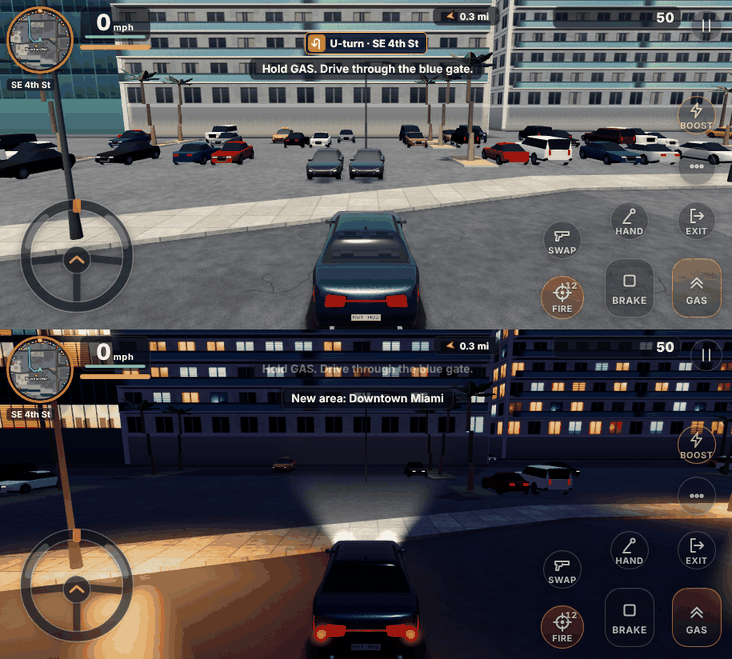 0 mph
0.3 mi
50
U-turn · SE 4th St
Hold GAS. Drive through the blue gate.
SE 4th St
BOOST
HAND
EXIT
SWAP
12
FIRE
BRAKE
GAS
0 mph
0.3 mi
50
Hold GAS. Drive through the blue gate.
New area: Downtown Miami
SE 4th St
BOOST
HAND
EXIT
SWAP
12
FIRE
BRAKE
GAS